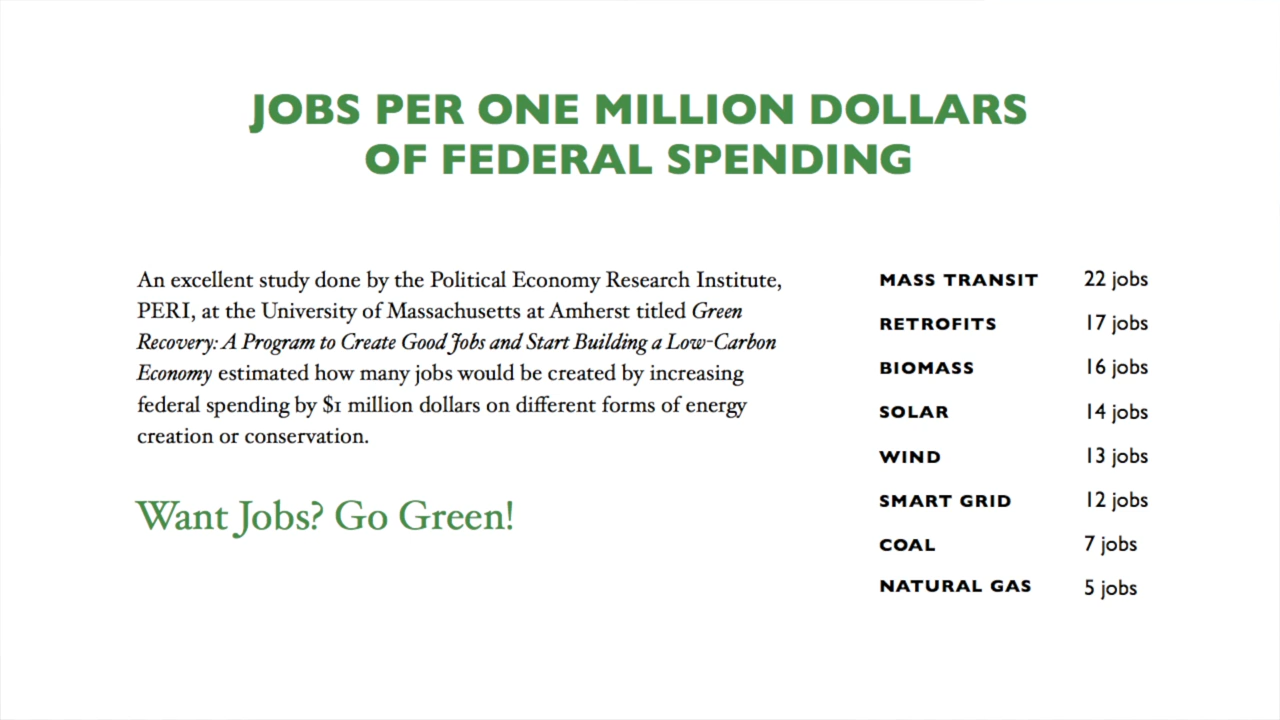 JOBS PER ONE MILLION DOLLARS
OF FEDERAL SPENDING
An excellent study done by the Political Economy Research Institute,
PERI, at the University of Massachusetts at Amherst titled Green
Recovery: A Program to Create Good Jobs and Start Building a Low-Carbon
Economy estimated how many jobs would be created by increasing
federal spending by $1 million dollars on different forms of energy
creation or conservation.
Want Jobs? Go Green!
MASS TRANSIT 22 jobs
RETROFITS 17 jobs
BIOMASS 16 jobs
SOLAR 14 jobs
WIND 13 jobs
SMART GRID 12 jobs
COAL 7 jobs
NATURAL GAS 5 jobs